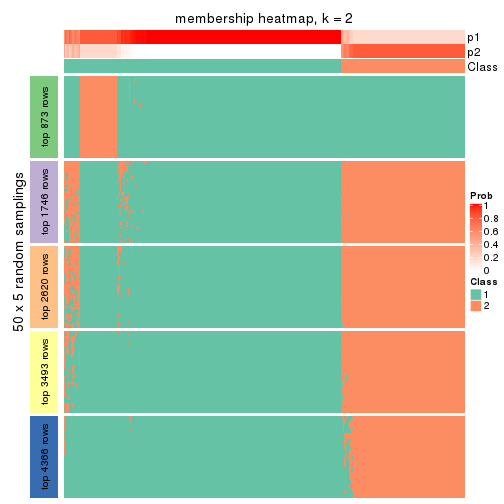 membership heatmap, k = 2
p1
p2
Class
50 x 5 random samplings
top 873 rows
top 1746 rows
top 2620 rows
top 3493 rows
top 4366 rows
Prob
1
0.8
0.6
0.4
0.2
0
Class
1
2